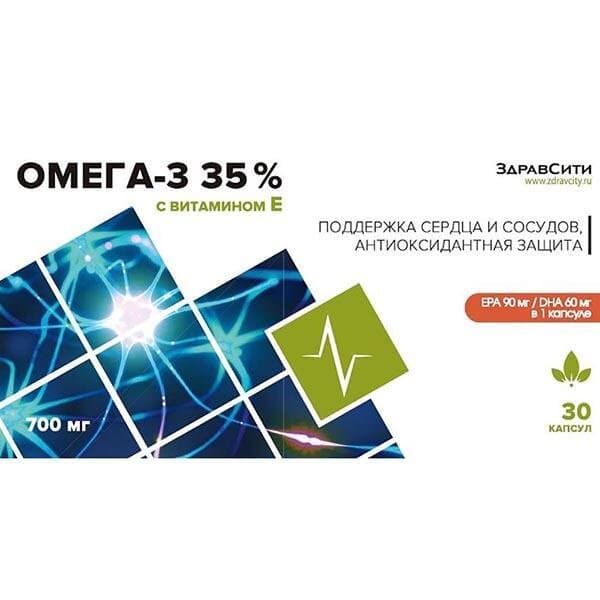 ОМЕГА-3 35 %
с витамином Е
ЗДРАВСИТИ
www.zdravcity.ru
ПОДДЕРЖКА СЕРДЦА И СОСУДОВ,
АНТИОКСИДАНТНАЯ ЗАЩИТА
EPA 90 мг / DHA 60 мг
в 1 капсуле
700 мг
30
КАПСУЛ